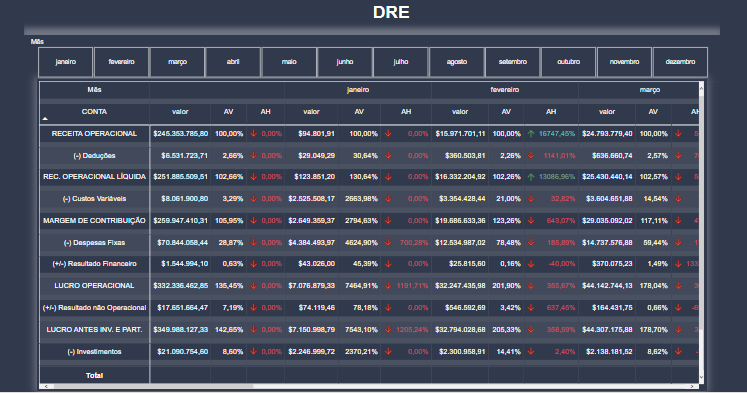 DRE
Mês
janeiro fevereiro março abril maio junho julho agosto setembro outubro novembro dezembro
Mês janeiro fevereiro março
CONTA valor AV AH valor AV AH valor AV AH valor AV AH
RECEITA OPERACIONAL $245.353.785,80 100,00% 0,00% $94.801,91 100,00% 0,00% $15.971.701,11 100,00% 16747,45% $24.793.779,40 100,00% 5
(-) Deduções $6.531.723,71 2,66% 0,00% $29.049,29 30,64% 0,00% $360.503,81 2,26% 1141,01% $636.660,74 2,57% 7
REC. OPERACIONAL LÍQUIDA $251.885.509,51 102,66% 0,00% $123.851,20 130,64% 0,00% $16.332.204,92 102,26% 13086,96% $25.430.440,14 102,57% 5
(-) Custos Variáveis $8.061.900,80 3,29% 0,00% $2.525.508,17 2663,98% 0,00% $3.354.428,44 21,00% 32,82% $3.604.651,88 14,54%
MARGEM DE CONTRIBUIÇÃO $259.947.410,31 105,95% 0,00% $2.649.359,37 2794,63% 0,00% $19.686.633,36 123,26% 643,07% $29.035.092,02 117,11% 4
(-) Despesas Fixas $70.844.058,44 28,87% 0,00% $4.384.493,97 4624,90% 700,28% $12.534.987,02 78,48% 185,89% $14.737.576,88 59,44% 1
(+/-) Resultado Financeiro $1.544.994,10 0,63% 0,00% $43.026,00 45,39% 0,00% $25.815,60 0,16% -40,00% $370.075,23 1,49% 133
LUCRO OPERACIONAL $332.336.462,85 135,45% 0,00% $7.076.879,33 7464,91% 1191,71% $32.247.435,98 201,90% 355,67% $44.142.744,13 178,04% 3
(+/-) Resultado não Operacional $17.651.664,47 7,19% 0,00% $74.119,46 78,18% 0,00% $546.592,69 3,42% 637,45% $164.431,75 0,66%
LUCRO ANTES INV. E PART. $349.988.127,33 142,65% 0,00% $7.150.998,79 7543,10% 1205,24% $32.794.028,68 205,33% 358,59% $44.307.175,88 178,70% 3
(-) Investimentos $21.090.754,60 8,60% 0,00% $2.246.999,72 2370,21% 0,00% $2.300.958,91 14,41% 2,40% $2.138.181,52 8,62%
Total